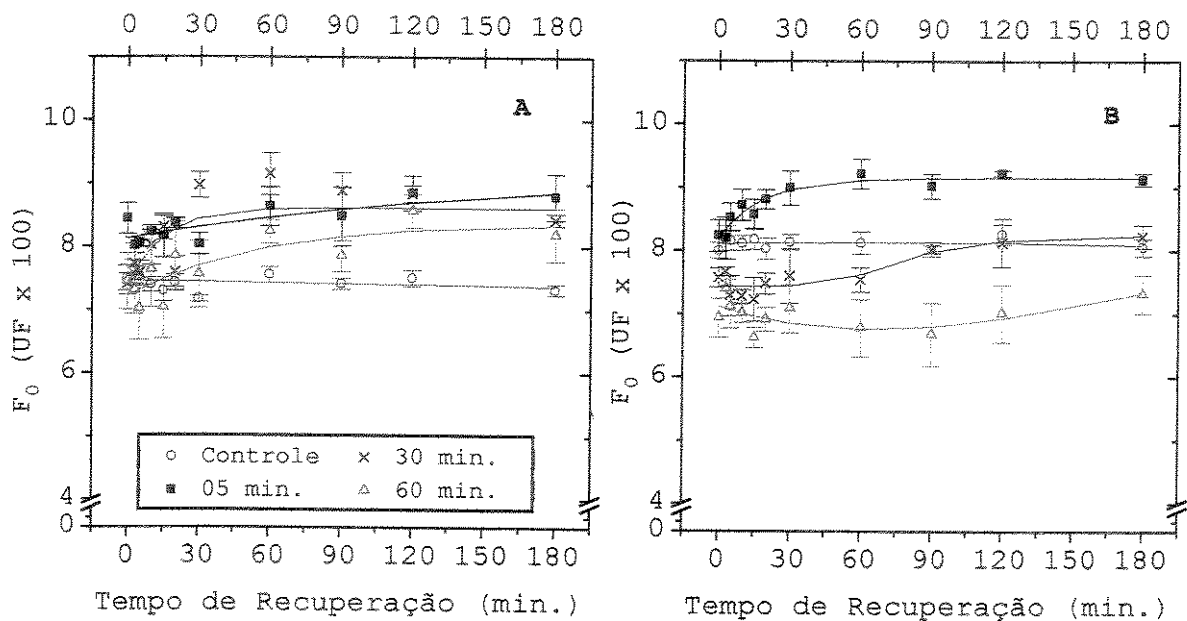 0 30 60 90 120 150 180
0 30 60 90 120 150 180
A
B
10
8
6
4
0
10
8
6
4
0
F0 (UF x 100)
F0 (UF x 100)
Controle
30 min.
05 min.
60 min.
0 30 60 90 120 150 180
0 30 60 90 120 150 180
Tempo de Recuperação (min.)
Tempo de Recuperação (min.)